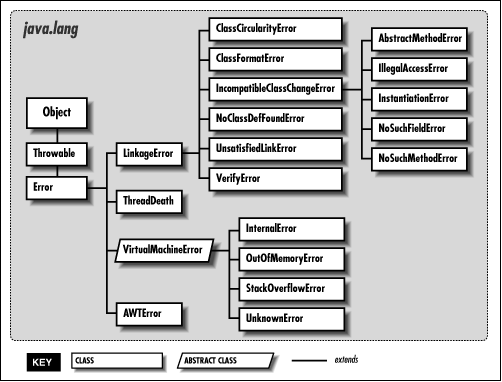 java.lang
Object
Throwable
Error
LinkageError
ThreadDeath
VirtualMachineError
AWTError
ClassCircularityError
ClassFormatError
IncompatibleClassChangeError
NoClassDefFoundError
UnsatisfiedLinkError
VerifyError
AbstractMethodError
IllegalAccessError
InstantiationError
NoSuchFieldError
NoSuchMethodError
InternalError
OutOfMemoryError
StackOverflowError
UnknownError
KEY CLASS ABSTRACT CLASS extends